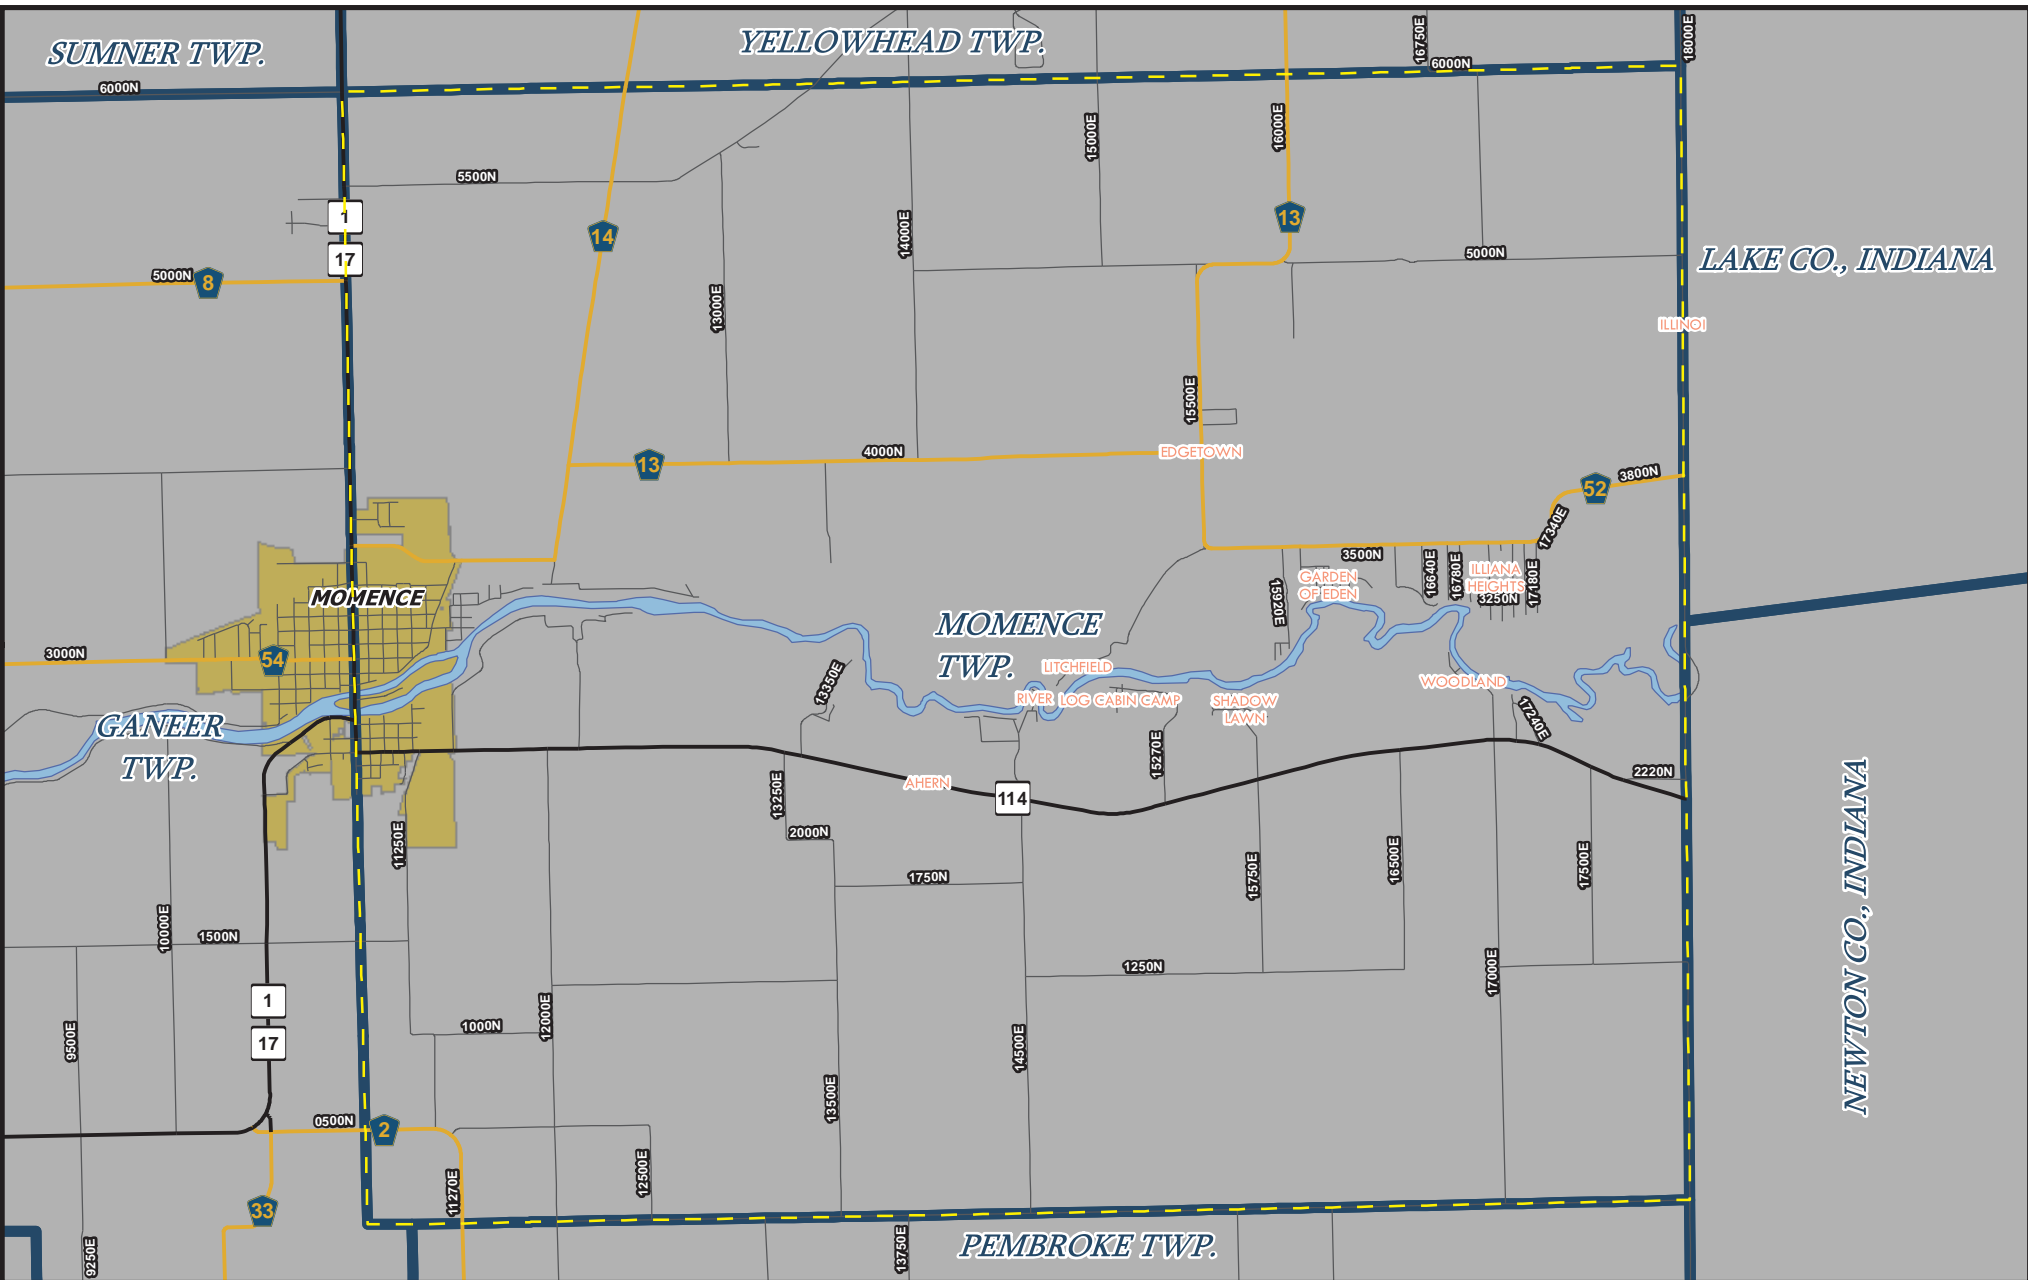 SUMNER TWP.
YELLOWHEAD TWP.
16750E
18000E
6000N
6000N
15000E
16000E
5500N
1
14000E
13
14
17
5000N
LAKE CO., INDIANA
5000N
8
13000E
ILLINOI
15500E
4000N
EDGETOWN
13
3800N
52
17340E
3500N
16640E
16780E
ILLIANA
HEIGHTS
17180E
GARDEN
OF EDEN
15920E
3250N
MOMENCE
MOMENCE
TWP.
3000N
54
LITCHFIELD
13350E
RIVER
LOG CABIN CAMP
SHADOW
LAWN
WOODLAND
17240E
GANEER
TWP.
15270E
2220N
AHERN
13250E
114
2000N
11250E
NEWTON CO., INDIANA
1750N
15750E
16500E
17500E
10000E
1500N
1250N
17000E
1
12000E
1000N
9500E
17
14500E
13500E
0500N
2
12500E
11270E
33
9250E
13750E
PEMBROKE TWP.